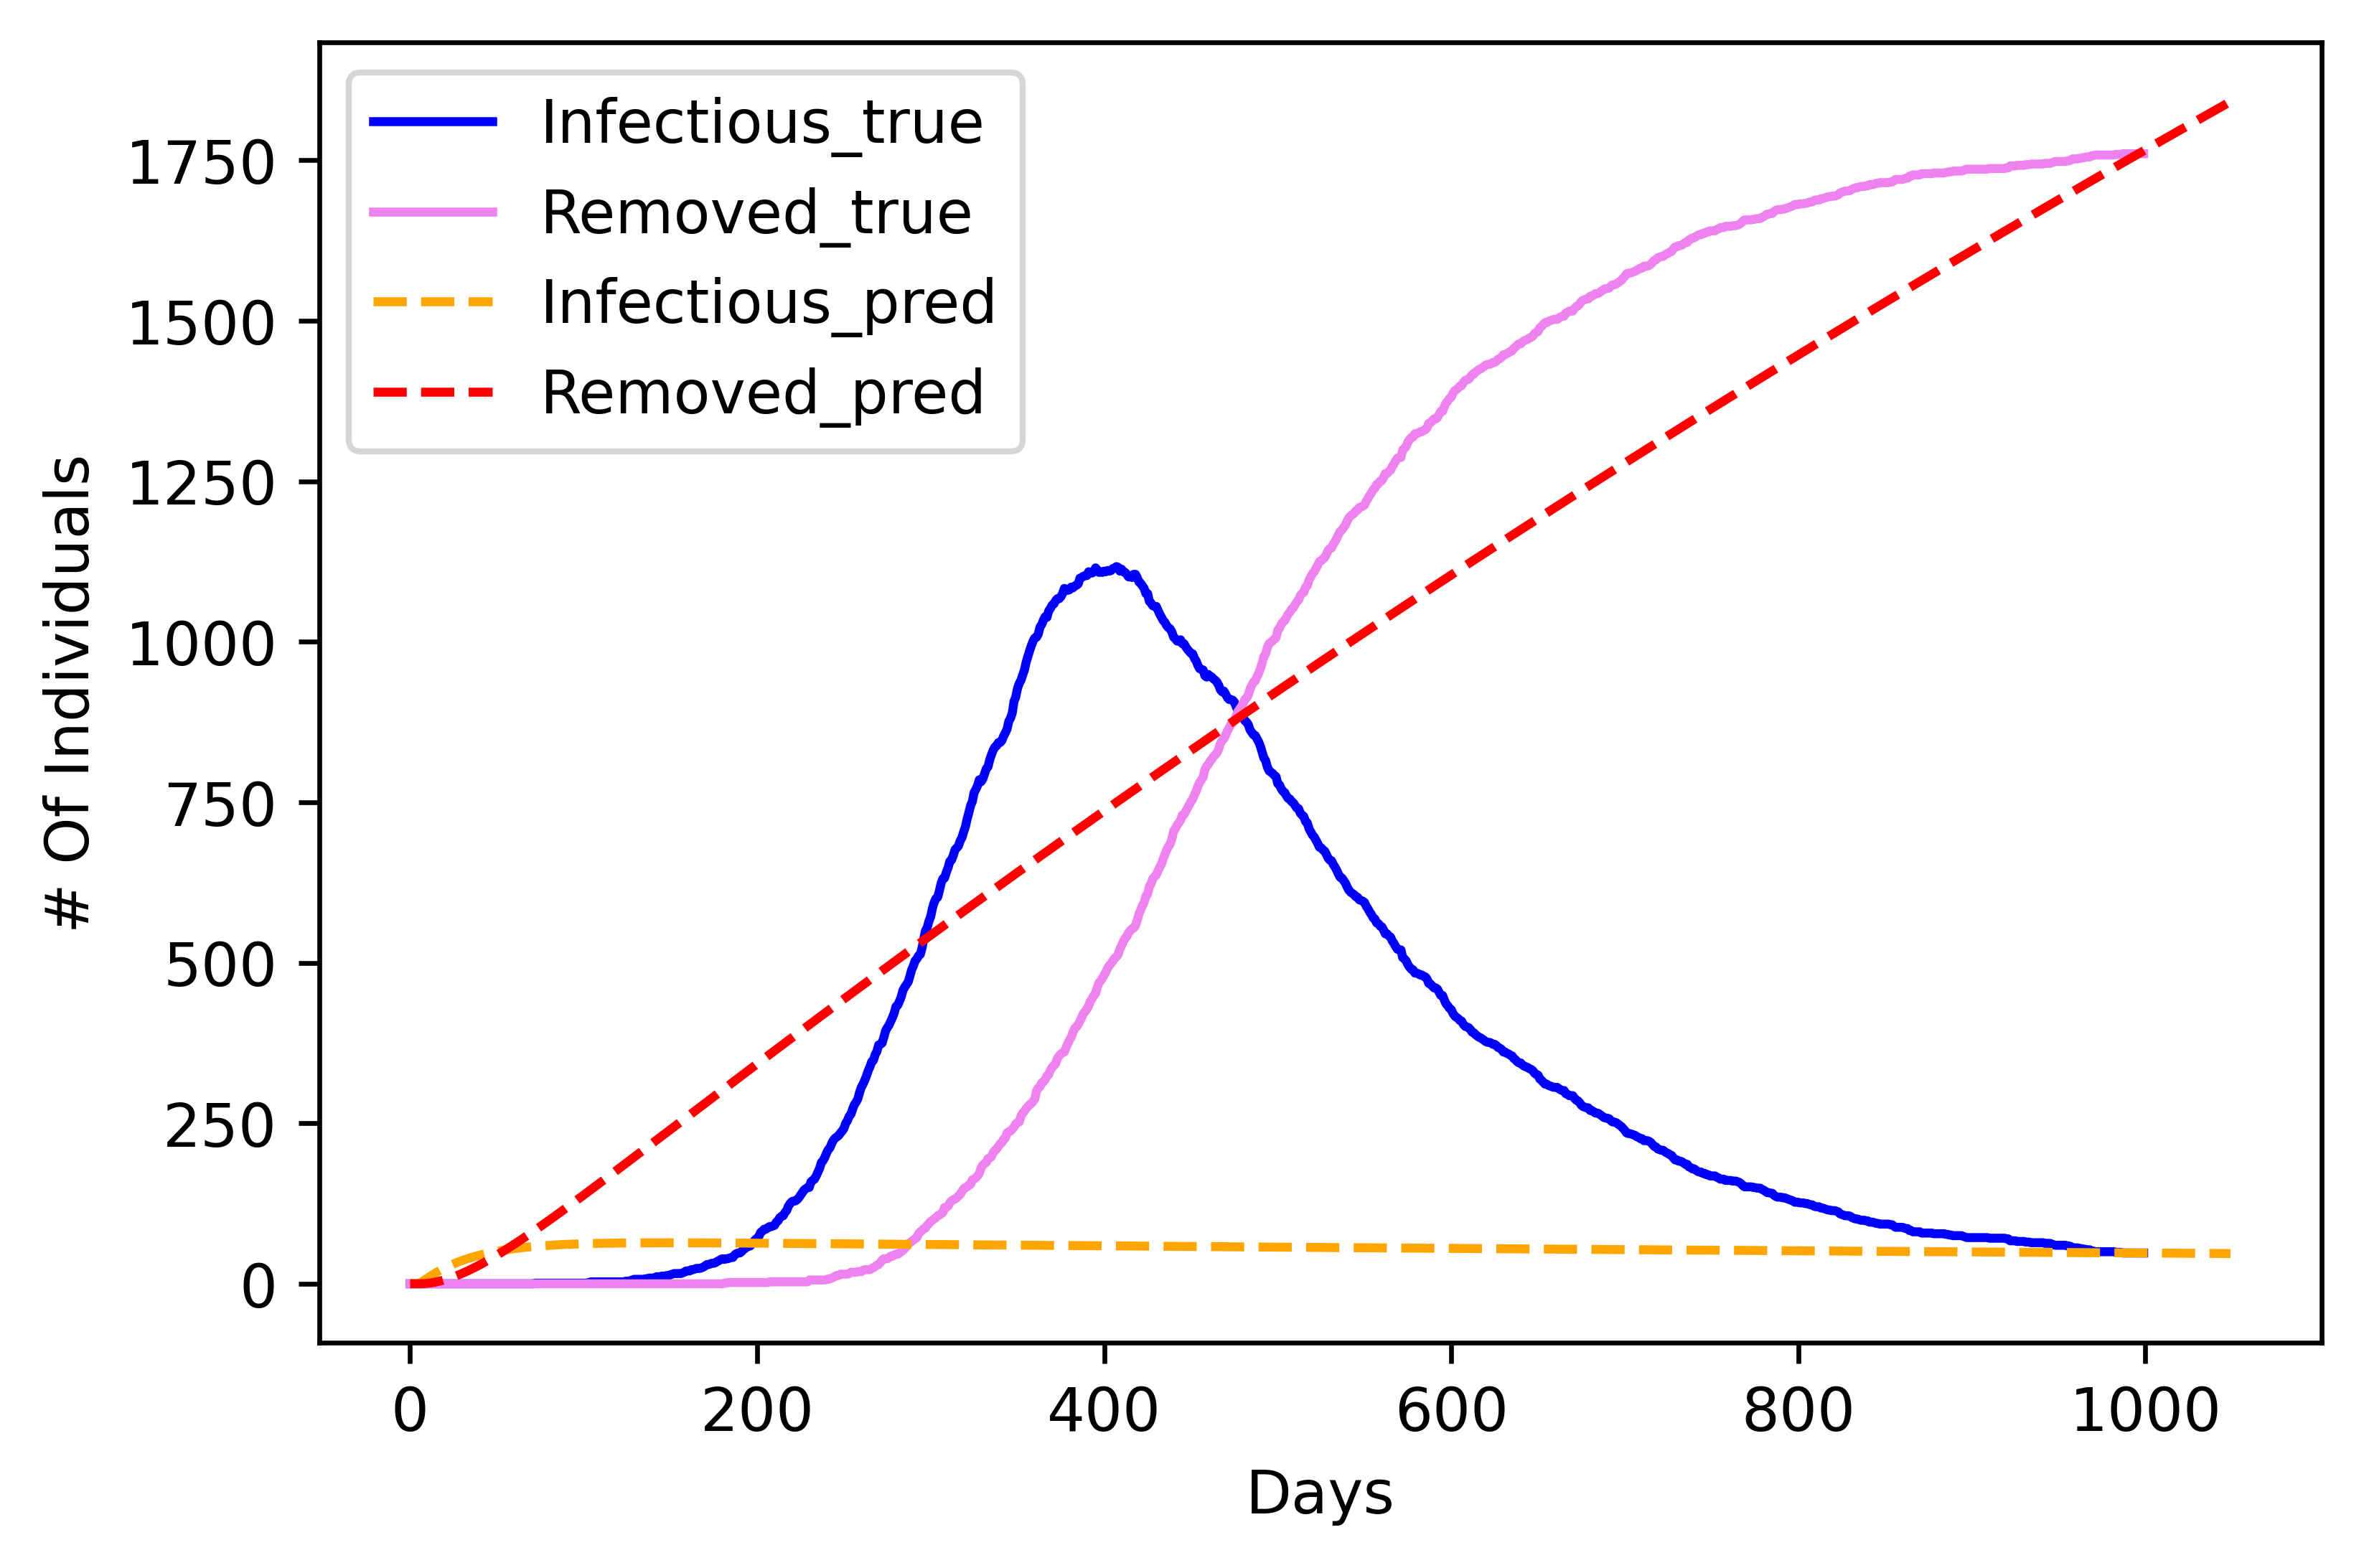 Infectious_true
Removed_true
Infectious_pred
Removed_pred
# Of Individuals
1750
1500
1250
1000
750
500
250
0
0 200 400 600 800 1000
Days